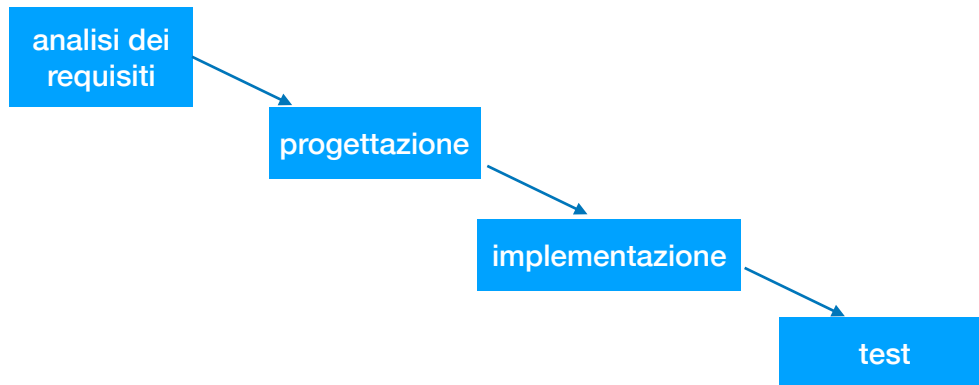 analisi dei
requisiti
progettazione
implementazione
test